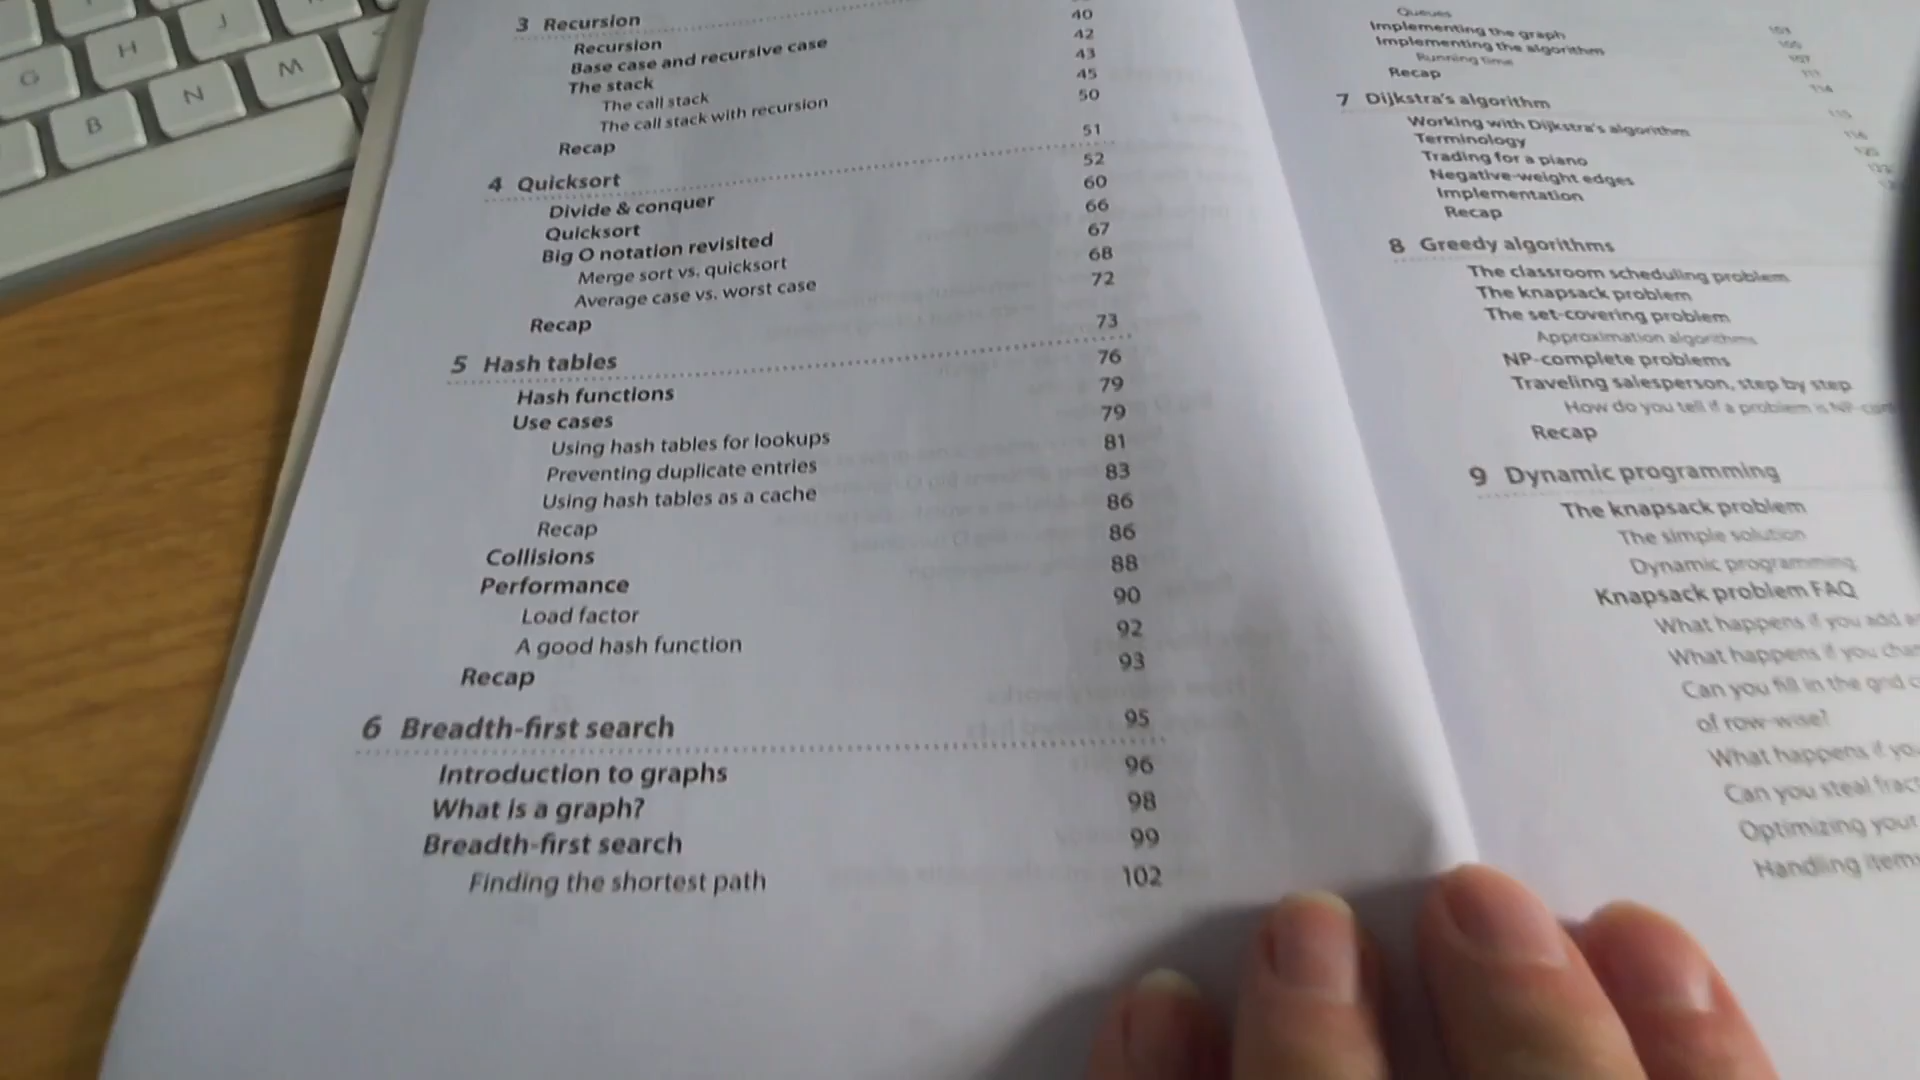 G H J
B N M
3 Recursion
Recursion
Base case and recursive case 40
The stack 42
The call stack 43
The call stack with recursion 45
Recap 50
4 Quicksort 51
Divide & conquer 52
Quicksort 60
Big O notation revisited 66
Merge sort vs. quicksort 67
Average case vs. worst case 68
Recap 72
5 Hash tables 73
Hash functions 76
Use cases 79
Using hash tables for lookups 79
Preventing duplicate entries 81
Using hash tables as a cache 83
Recap 86
Collisions 86
Performance 88
Load factor 90
A good hash function 92
Recap 93
6 Breadth-first search 95
Introduction to graphs 96
What is a graph? 98
Breadth-first search 99
Finding the shortest path 102
Queues
Implementing the graph
Implementing the algorithm
Running time
Recap
7 Dijkstra's algorithm
Working with Dijkstra's algorithm
Terminology
Trading for a piano
Negative-weight edges
Implementation
Recap
8 Greedy algorithms
The classroom scheduling problem
The knapsack problem
The set-covering problem
Approximation algorithms
NP-complete problems
Traveling salesperson, step by step
How do you tell if a problem is NP-com
Recap
9 Dynamic programming
The knapsack problem
The simple solution
Dynamic programming
Knapsack problem FAQ
What happens if you add a
What happens if you cha
Can you fill in the grid
of row-wise?
What happens if yo
Can you steal frac
Optimizing your
Handling item